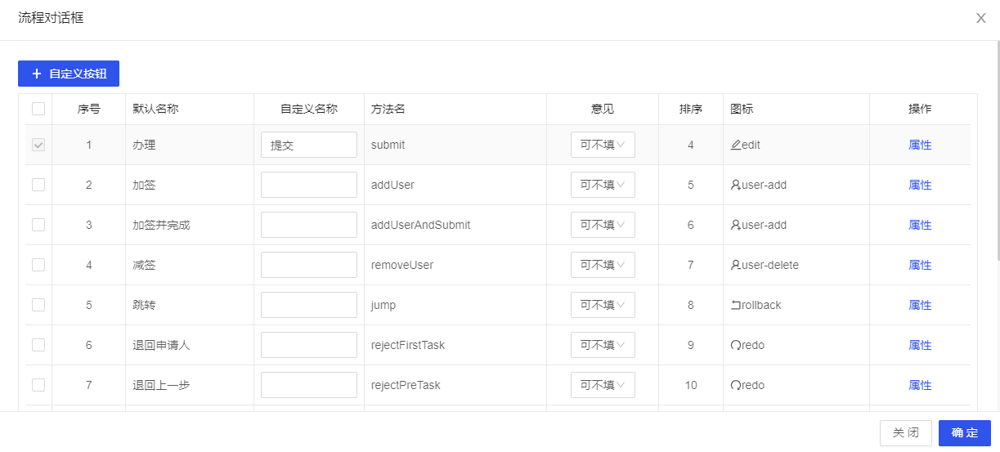 流程对话框
自定义按钮
序号 默认名称 自定义名称 方法名 意见 排序 图标 操作
1 办理 提交 submit 可不填 4 edit 属性
2 加签 addUser 可不填 5 user-add 属性
3 加签并完成 addUserAndSubmit 可不填 6 user-add 属性
4 减签 removeUser 可不填 7 user-delete 属性
5 跳转 jump 可不填 8 rollback 属性
6 退回申请人 rejectFirstTask 可不填 9 redo 属性
7 退回上一步 rejectPreTask 可不填 10 redo 属性
关 闭 确 定